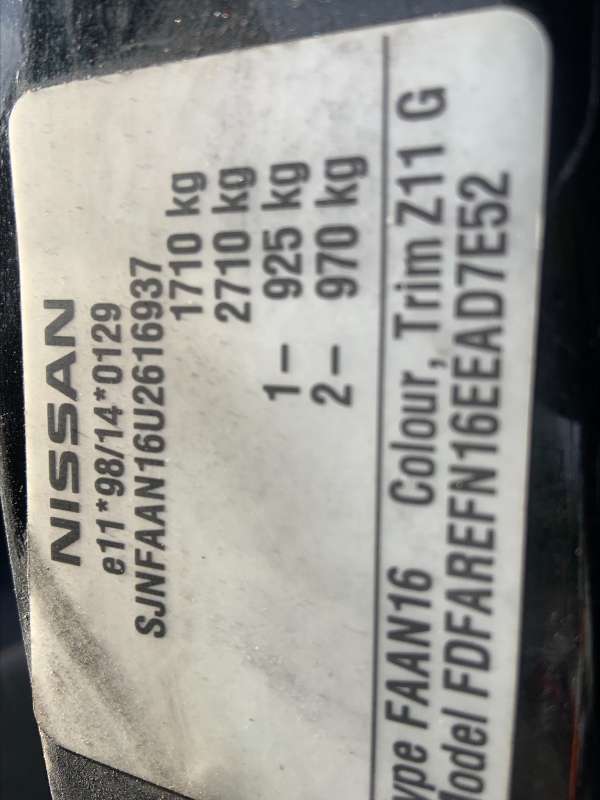 NISSAN
e11*98/14*0129
SJNFAAN16U2616937
1710 kg
2710 kg
1– 925 kg
2– 970 kg
ype FAAN16 Colour, Trim Z11 G
odel FDFAREFN16EEAD7E52